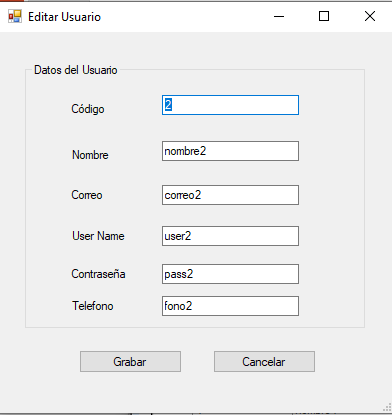 Editar Usuario
Datos del Usuario
Código 2
Nombre nombre2
Correo correo2
User Name user2
Contraseña pass2
Telefono fono2
Grabar Cancelar